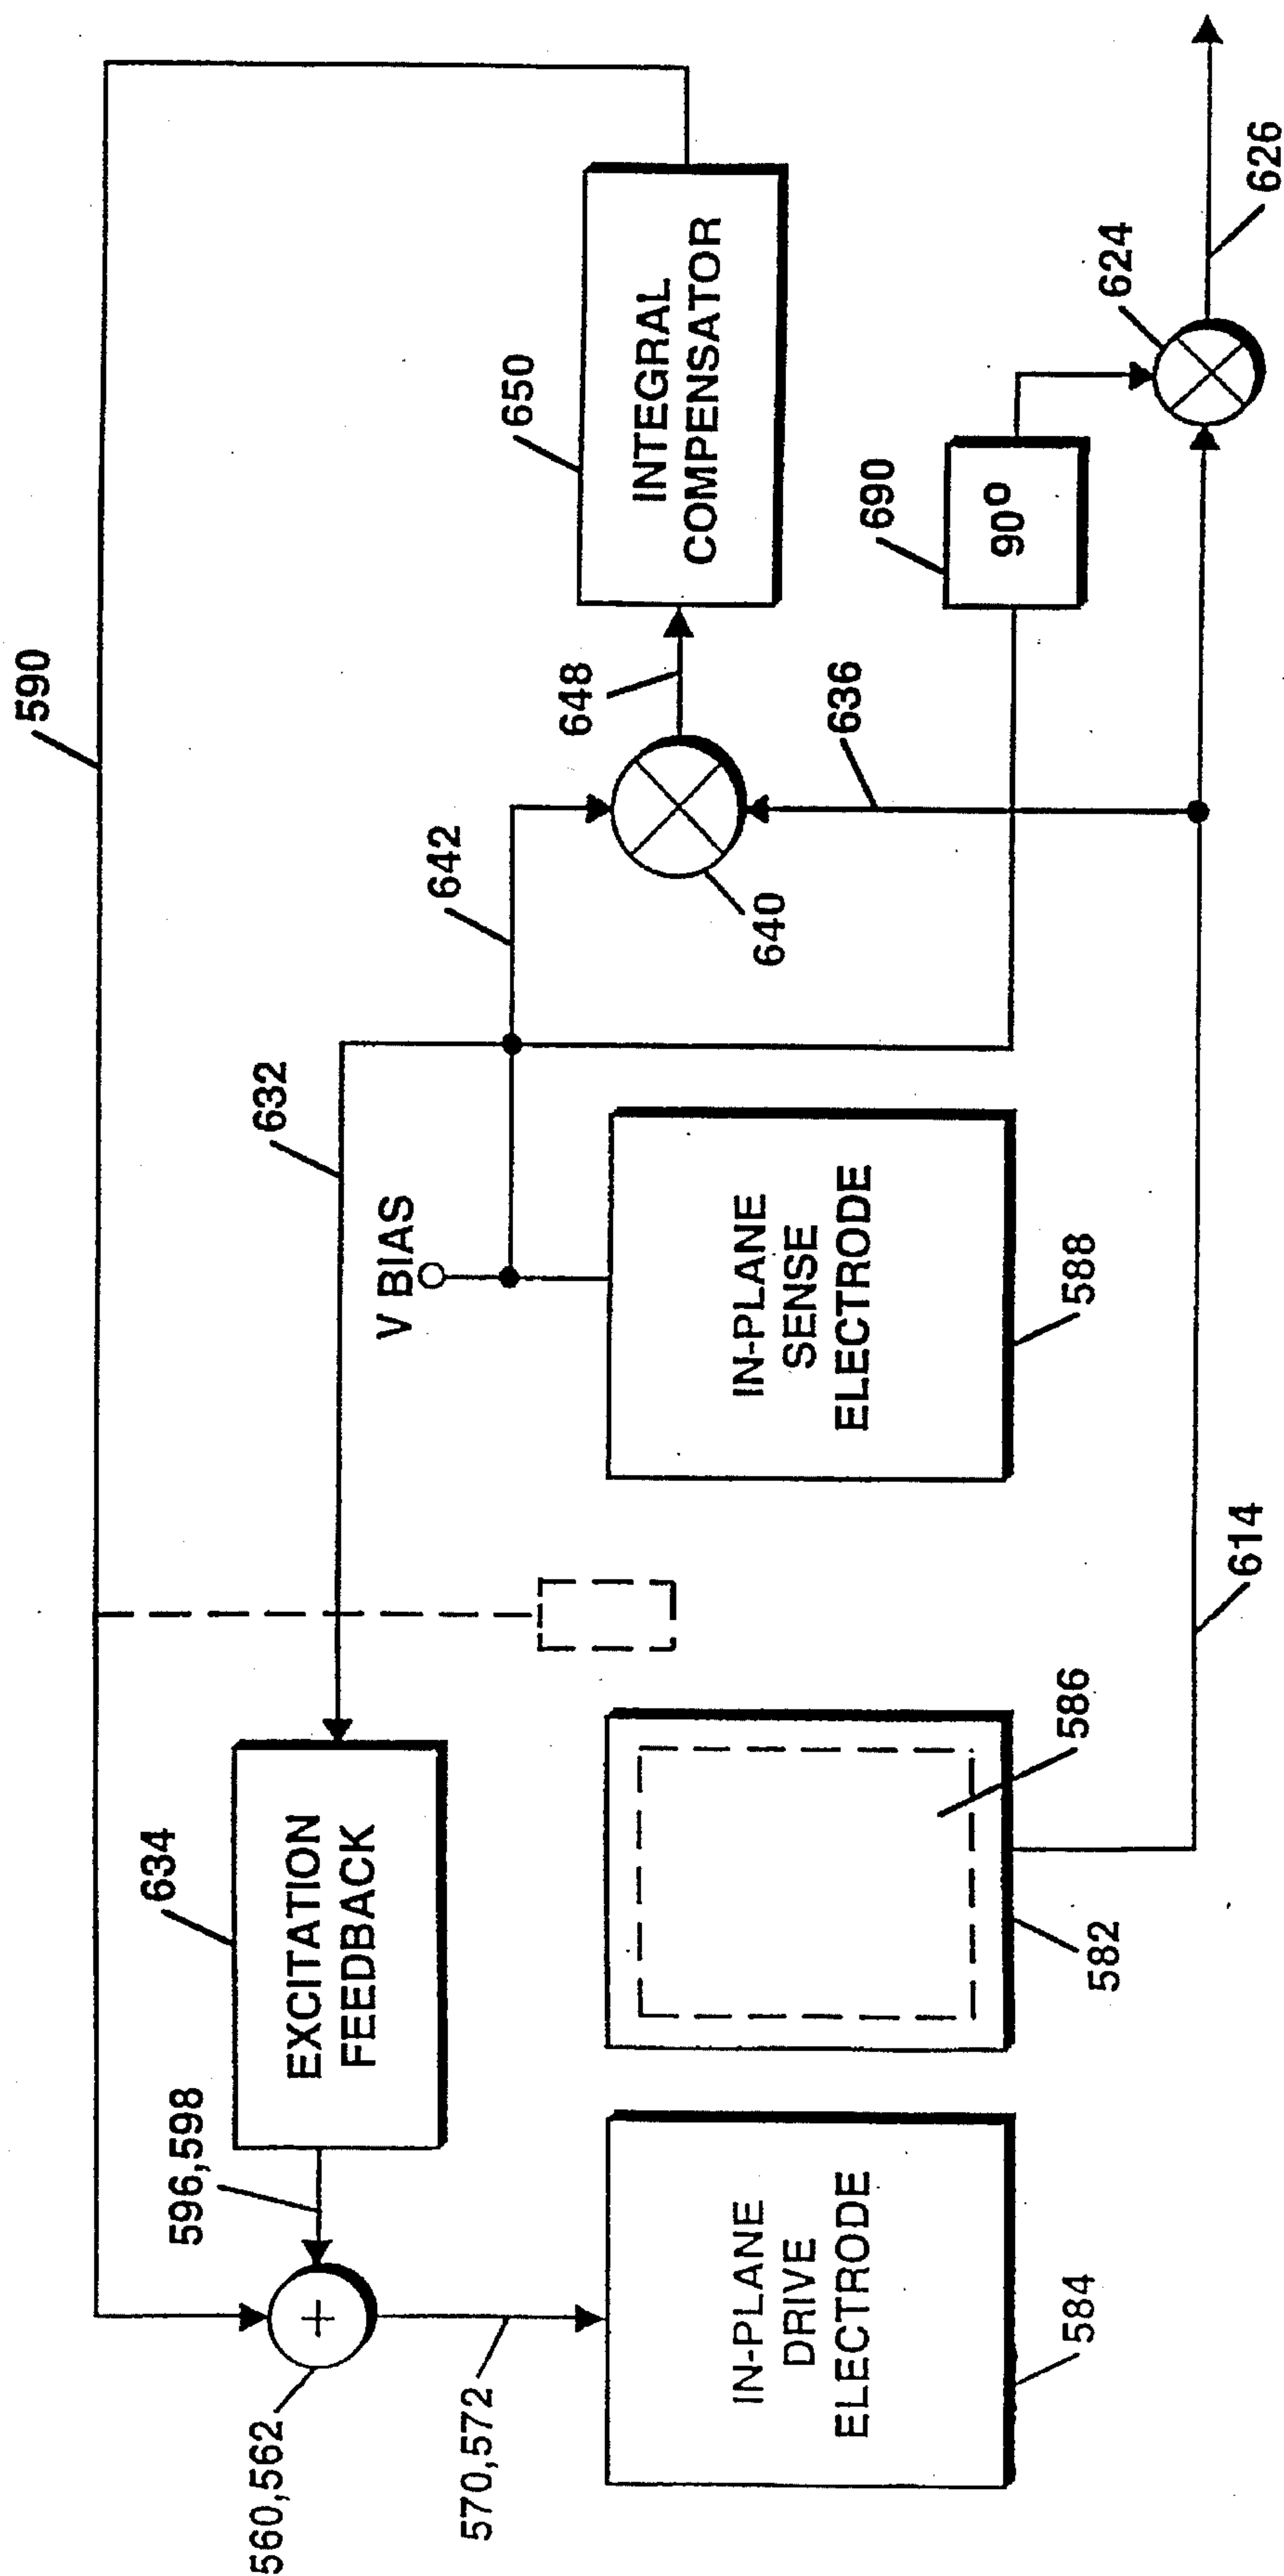 590
632
V BIAS
642
648
650
INTEGRAL
COMPENSATOR
634
EXCITATION
FEEDBACK
596,598
+
560,562
570,572
640
636
690
90°
624
626
IN-PLANE
DRIVE
ELECTRODE
584
582
586
IN-PLANE
SENSE
ELECTRODE
588
614